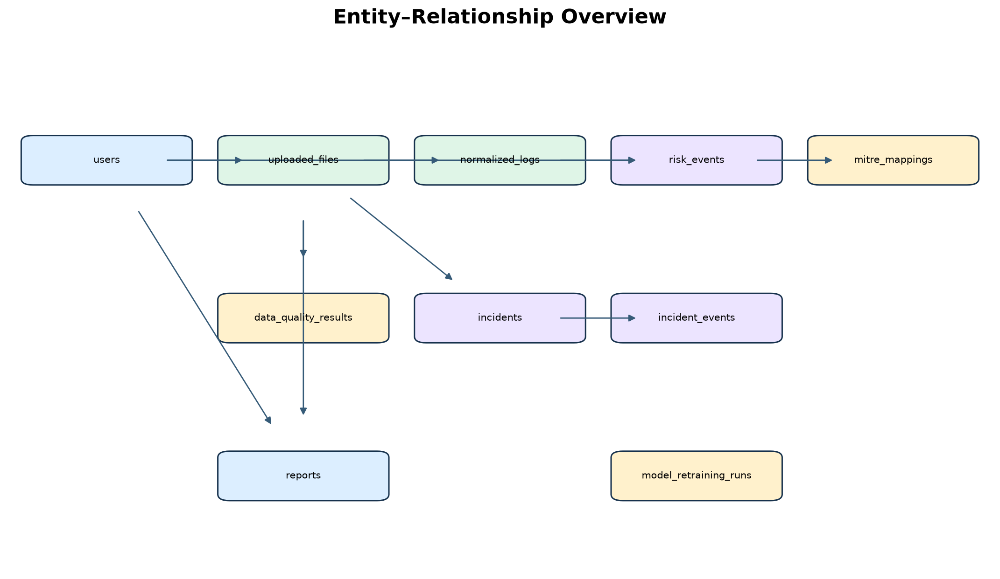 Entity–Relationship Overview
users
uploaded_files
normalized_logs
risk_events
mitre_mappings
data_quality_results
incidents
incident_events
reports
model_retraining_runs